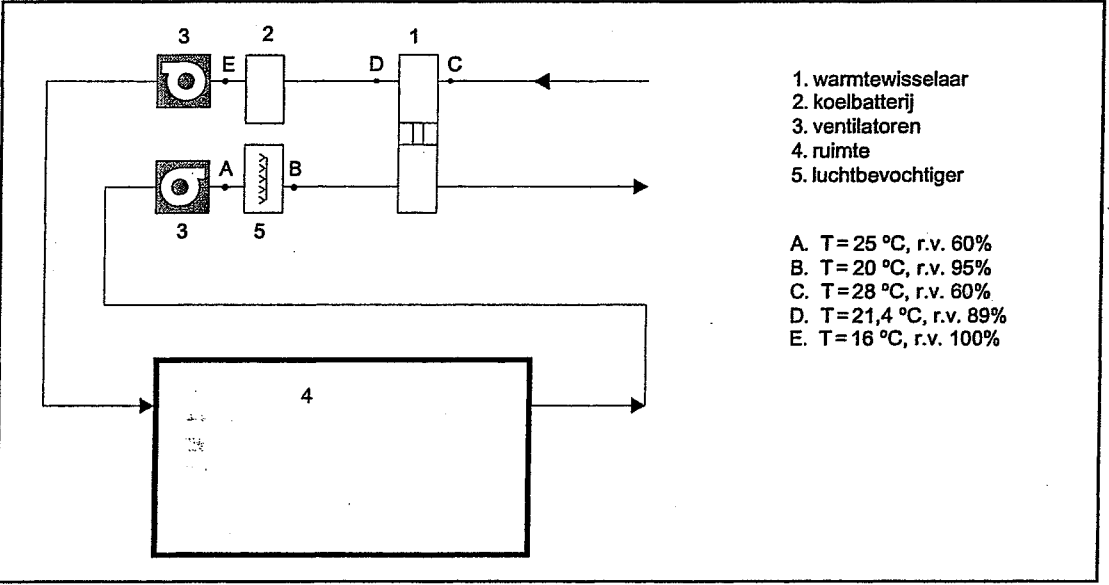 3 2 1
E D C
A B
3 5
4
1. warmtewisselaar
2. koelbatterij
3. ventilatoren
4. ruimte
5. luchtbevochtiger
A. T = 25 ºC, r.v. 60%
B. T = 20 ºC, r.v. 95%
C. T = 28 ºC, r.v. 60%
D. T = 21,4 ºC, r.v. 89%
E. T = 16 ºC, r.v. 100%